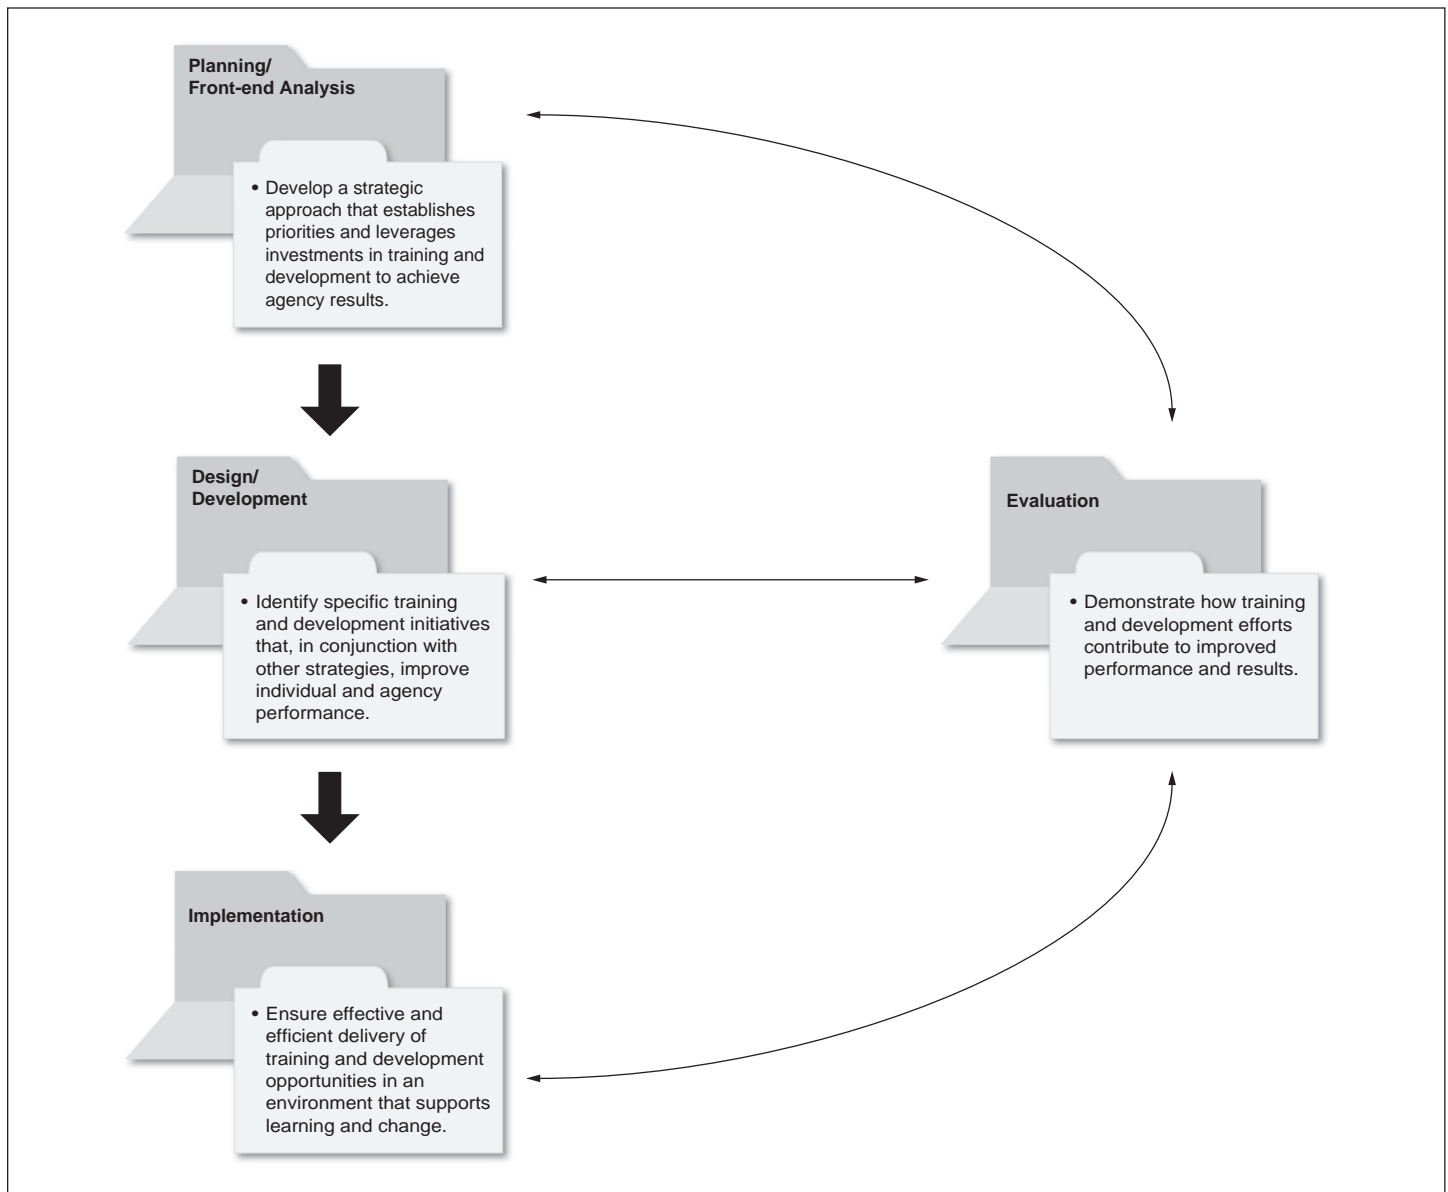 Planning/
Front-end Analysis
• Develop a strategic
approach that establishes
priorities and leverages
investments in training and
development to achieve
agency results.
Design/
Development
• Identify specific training
and development initiatives
that, in conjunction with
other strategies, improve
individual and agency
performance.
Evaluation
• Demonstrate how training
and development efforts
contribute to improved
performance and results.
Implementation
• Ensure effective and
efficient delivery of
training and development
opportunities in an
environment that supports
learning and change.